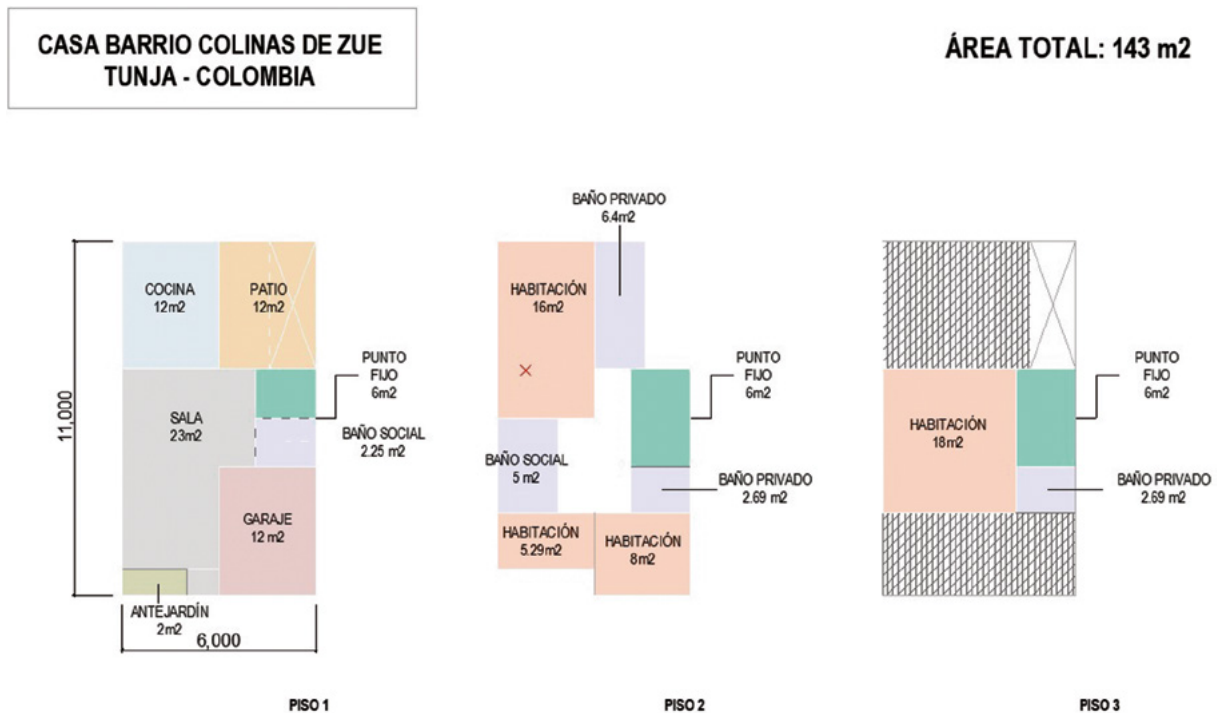 CASA BARRIO COLINAS DE ZUE
TUNJA - COLOMBIA
ÁREA TOTAL: 143 m2
COCINA
12m2
PATIO
12m2
PUNTO
FIJO
6m2
SALA
23m2
BAÑO SOCIAL
2.25 m2
GARAJE
12 m2
ANTEJARDÍN
2m2
11,000
6,000
PISO 1
BAÑO PRIVADO
6.4m2
HABITACIÓN
16m2
PUNTO
FIJO
6m2
BAÑO SOCIAL
5 m2
BAÑO PRIVADO
2.69 m2
HABITACIÓN
5.29m2
HABITACIÓN
8m2
PISO 2
PUNTO
FIJO
6m2
HABITACIÓN
18m2
BAÑO PRIVADO
2.69 m2
PISO 3